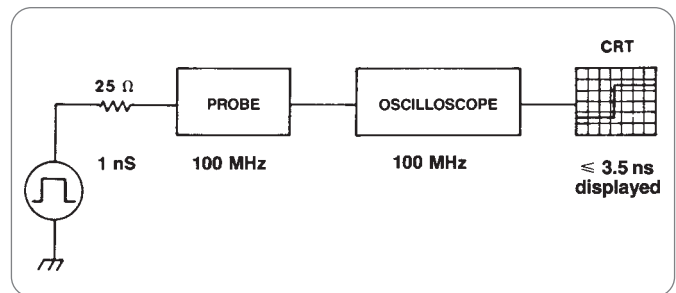 CRT
25 Ω
PROBE
OSCILLOSCOPE
1 nS
100 MHz
100 MHz
≤ 3.5 ns
displayed